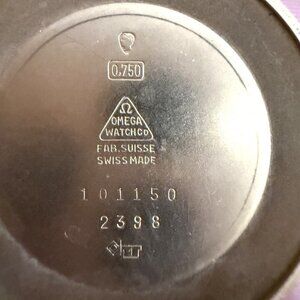 0.750
Ω
OMEGA
WATCH CO
FAB. SUISSE
SWISS MADE
101150
2398